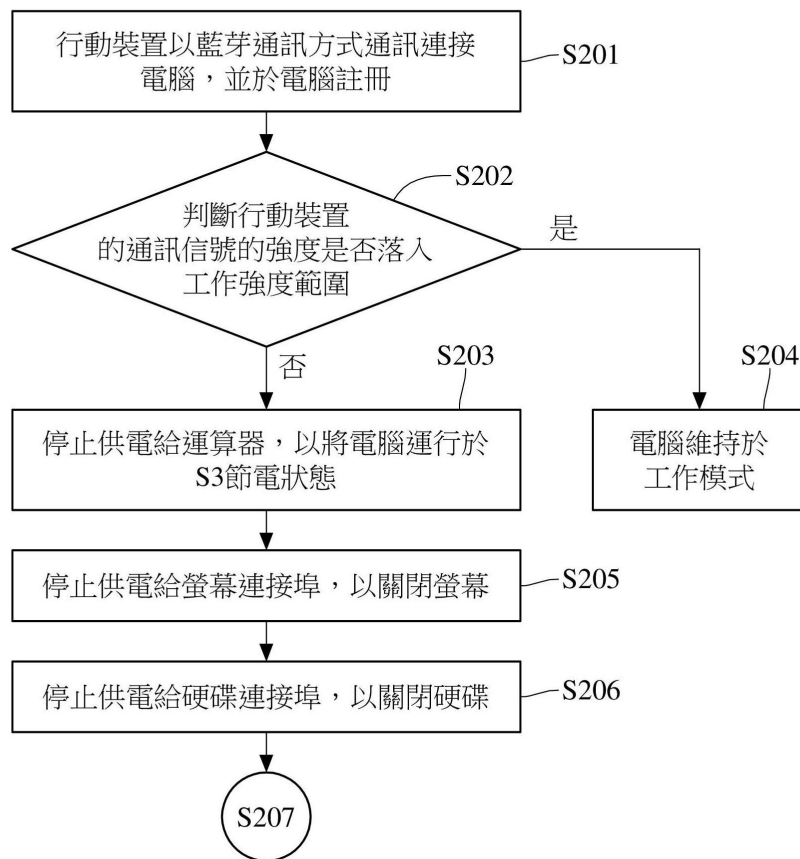 行動裝置以藍芽通訊方式通訊連接
電腦，並於電腦註冊
S201
S202
判斷行動裝置
的通訊信號的強度是否落入
工作強度範圍
是
否
S203
S204
停止供電給運算器，以將電腦運行於
S3節電狀態
電腦維持於
工作模式
停止供電給螢幕連接埠，以關閉螢幕
S205
停止供電給硬碟連接埠，以關閉硬碟
S206
S207